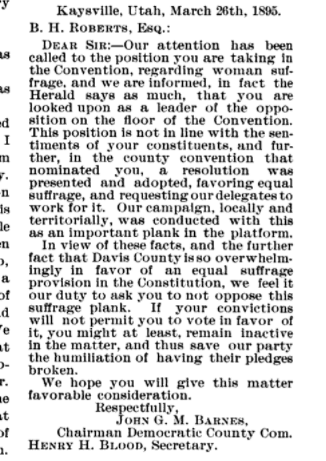 Kaysville, Utah, March 26th, 1895.
B. H. ROBERTS, ESQ.:
DEAR SIR:—Our attention has been
called to the position you are taking in
the Convention, regarding woman suf-
frage, and we are informed, in fact the
Herald says as much, that you are
looked upon as a leader of the oppo-
sition on the floor of the Convention.
This position is not in line with the sen-
timents of your constituents, and fur-
ther, in the county convention that
nominated you, a resolution was
presented and adopted, favoring equal
suffrage, and requesting our delegates to
work for it. Our campaign, locally and
territorially, was conducted with this
as an important plank in the platform.
In view of these facts, and the further
fact that Davis County is so overwhelm-
ingly in favor of an equal suffrage
provision in the Constitution, we feel it
our duty to ask you to not oppose this
suffrage plank. If your convictions
will not permit you to vote in favor of
it, you might at least, remain inactive
in the matter, and thus save our party
the humiliation of having their pledges
broken.
We hope you will give this matter
favorable consideration.
Respectfully,
JOHN G. M. BARNES,
Chairman Democratic County Com.
HENRY H. BLOOD, Secretary.